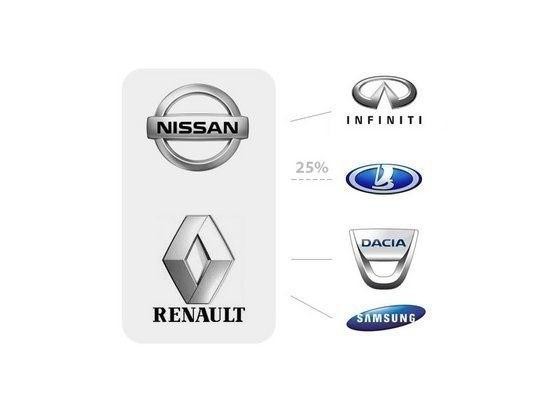 NISSAN
INFINITI
25%
DACIA
RENAULT
SAMSUNG